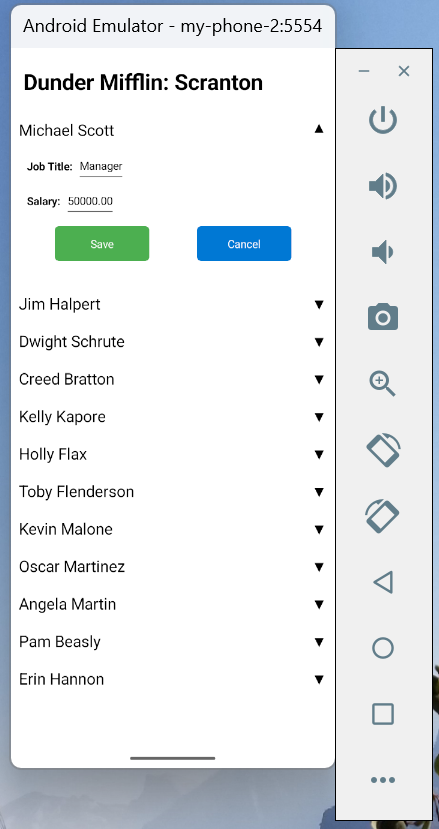 Android Emulator - my-phone-2:5554
Dunder Mifflin: Scranton
Michael Scott
Job Title: Manager
Salary: 50000.00
Save Cancel
Jim Halpert
Dwight Schrute
Creed Bratton
Kelly Kapore
Holly Flax
Toby Flenderson
Kevin Malone
Oscar Martinez
Angela Martin
Pam Beasly
Erin Hannon